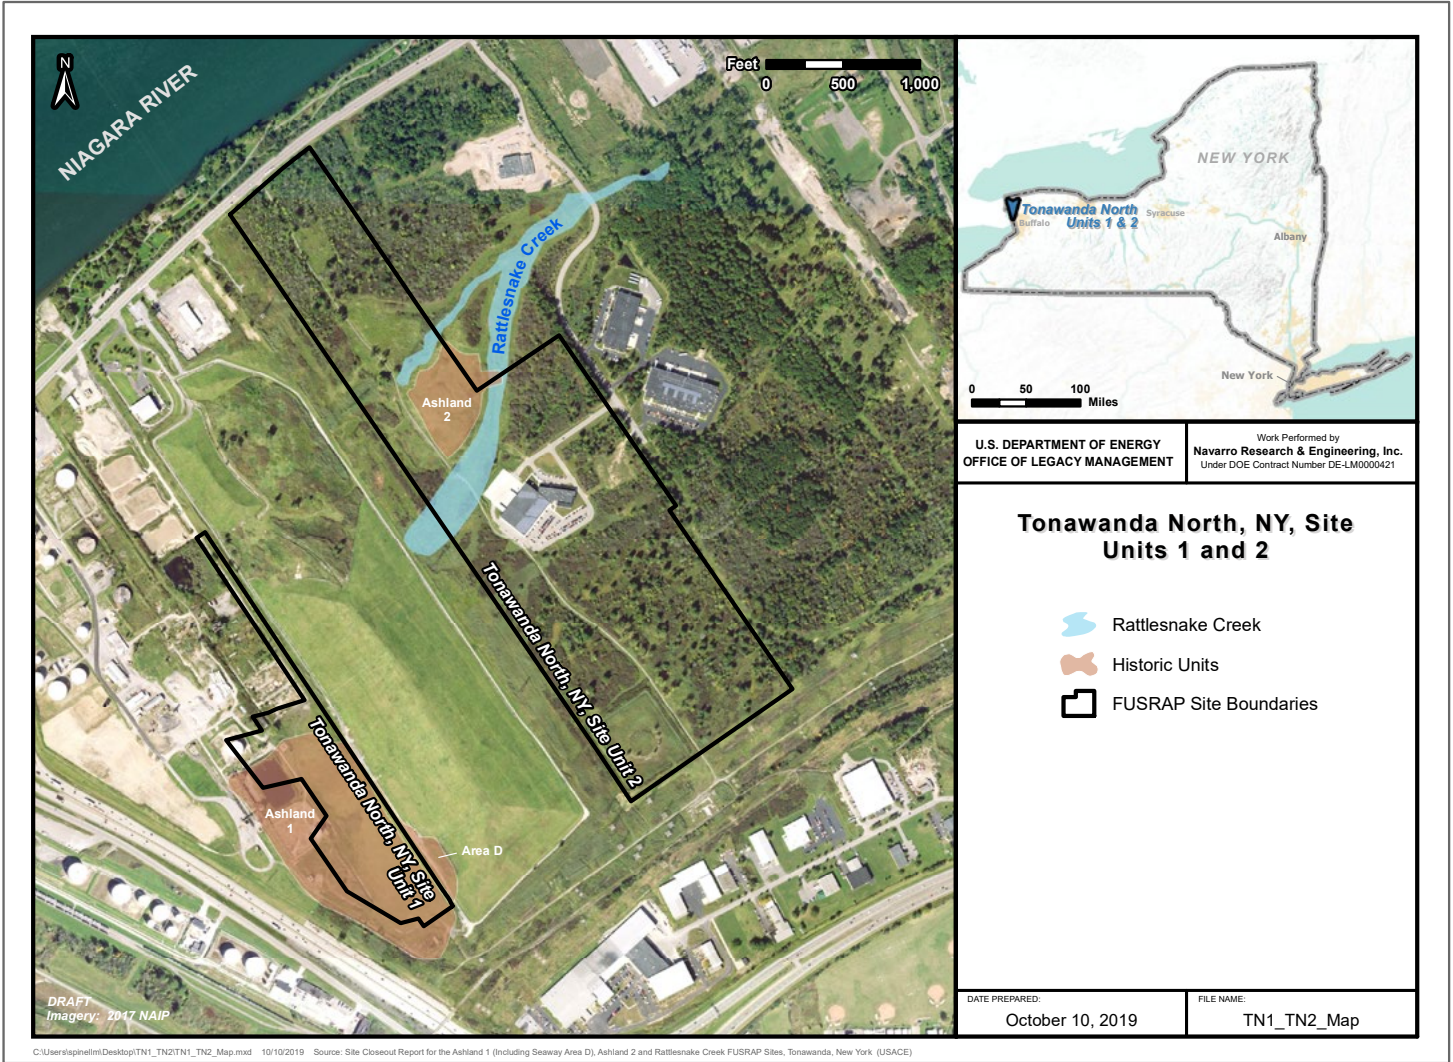 N
NIAGARA RIVER
Feet
0 500 1,000
Rattlesnake Creek
Ashland
2
Tonawanda North, NY, Site Unit 2
Tonawanda North, NY, Site
Unit 1
Ashland
1
Area D
DRAFT
Imagery: 2017 NAIP
NEW YORK
Tonawanda North
Units 1 & 2
Buffalo
Syracuse
Albany
New York
0 50 100
Miles
U.S. DEPARTMENT OF ENERGY
OFFICE OF LEGACY MANAGEMENT
Work Performed by
Navarro Research & Engineering, Inc.
Under DOE Contract Number DE-LM0000421
Tonawanda North, NY, Site
Units 1 and 2
Rattlesnake Creek
Historic Units
FUSRAP Site Boundaries
DATE PREPARED:
October 10, 2019
FILE NAME:
TN1_TN2_Map
C:\Users\spinellm\Desktop\TN1_TN2\TN1_TN2_Map.mxd 10/10/2019 Source: Site Closeout Report for the Ashland 1 (Including Seaway Area D), Ashland 2 and Rattlesnake Creek FUSRAP Sites, Tonawanda, New York (USACE)